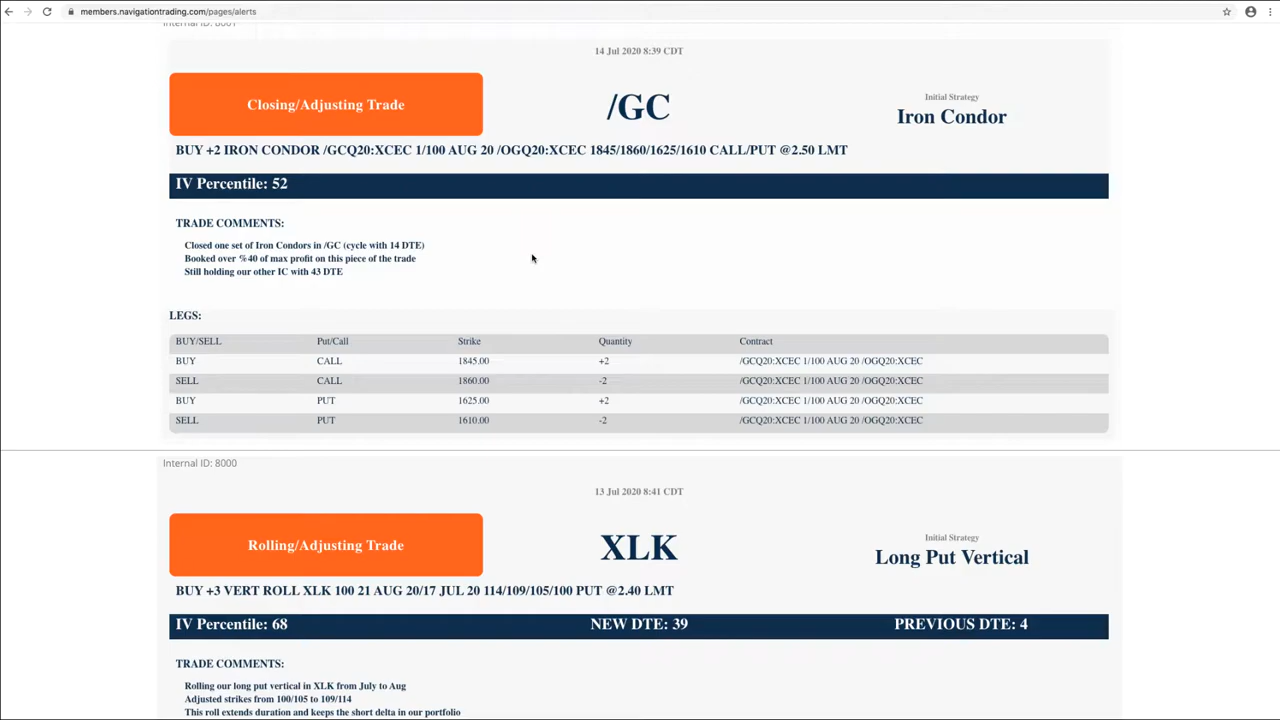 members.navigationtrading.com/pages/alerts
Internal ID: 8001
14 Jul 2020 8:39 CDT
Closing/Adjusting Trade
/GC
Initial Strategy
Iron Condor
BUY +2 IRON CONDOR /GCQ20:XCEC 1/100 AUG 20 /OGQ20:XCEC 1845/1860/1625/1610 CALL/PUT @2.50 LMT
IV Percentile: 52
TRADE COMMENTS:
Closed one set of Iron Condors in /GC (cycle with 14 DTE)
Booked over %40 of max profit on this piece of the trade
Still holding our other IC with 43 DTE
LEGS:
BUY/SELL Put/Call Strike Quantity Contract
BUY CALL 1845.00 +2 /GCQ20:XCEC 1/100 AUG 20 /OGQ20:XCEC
SELL CALL 1860.00 -2 /GCQ20:XCEC 1/100 AUG 20 /OGQ20:XCEC
BUY PUT 1625.00 +2 /GCQ20:XCEC 1/100 AUG 20 /OGQ20:XCEC
SELL PUT 1610.00 -2 /GCQ20:XCEC 1/100 AUG 20 /OGQ20:XCEC
Internal ID: 8000
13 Jul 2020 8:41 CDT
Rolling/Adjusting Trade
XLK
Initial Strategy
Long Put Vertical
BUY +3 VERT ROLL XLK 100 21 AUG 20/17 JUL 20 114/109/105/100 PUT @2.40 LMT
IV Percentile: 68 NEW DTE: 39 PREVIOUS DTE: 4
TRADE COMMENTS:
Rolling our long put vertical in XLK from July to Aug
Adjusted strikes from 100/105 to 109/114
This roll extends duration and keeps the short delta in our portfolio